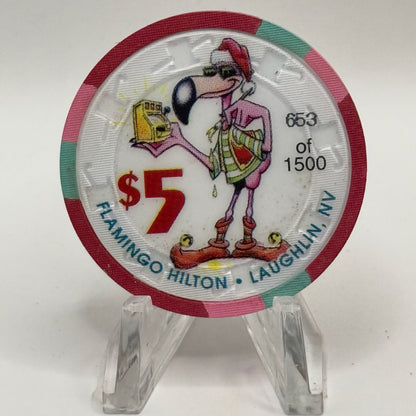 653
of
1500
$5
FLAMINGO HILTON • LAUGHLIN, NV